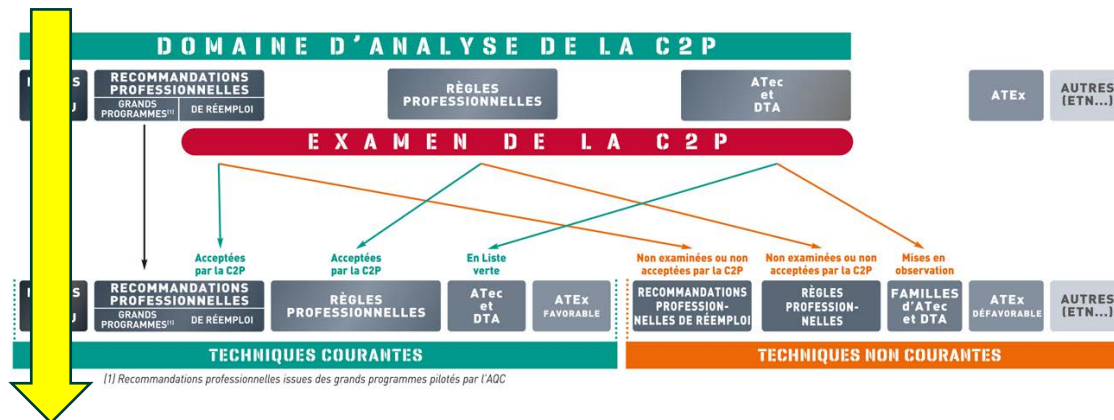 DOMAINE D'ANALYSE DE LA C2P
RECOMMANDATIONS
PROFESSIONNELLES
GRANDS
PROGRAMMES[1]
DE RÉEMPLOI
RÈGLES
PROFESSIONNELLES
ATec
et
DTA
ATEx
AUTRES
(ETN...)
EXAMEN DE LA C2P
Acceptées
par la C2P
Acceptées
par la C2P
En Liste
verte
Non examinées ou non
acceptées par la C2P
Non examinées ou non
acceptées par la C2P
Mises en
observation
RECOMMANDATIONS
PROFESSIONNELLES
GRANDS
PROGRAMMES[1]
DE RÉEMPLOI
RÈGLES
PROFESSIONNELLES
ATec
et
DTA
ATEx
FAVORABLE
RECOMMANDATIONS
PROFESSION-
NELLES DE RÉEMPLOI
RÈGLES
PROFESSION-
NELLES
FAMILLES
d'ATec
et DTA
ATEx
DÉFAVORABLE
AUTRES
(ETN...)
TECHNIQUES COURANTES
TECHNIQUES NON COURANTES
[1] Recommandations professionnelles issues des grands programmes pilotés par l'AQC